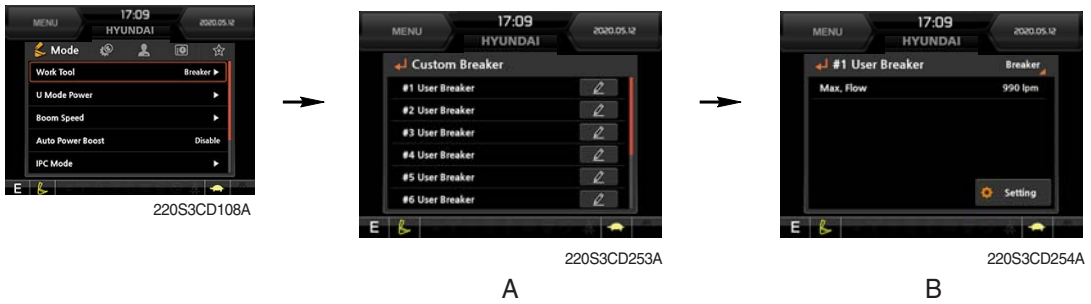 MENU
17:09
HYUNDAI
2020.05.12
Mode
Work Tool Breaker ▶
U Mode Power ▶
Boom Speed ▶
Auto Power Boost Disable
IPC Mode ▶
E
220S3CD108A
MENU
17:09
HYUNDAI
2020.05.12
Custom Breaker
#1 User Breaker
#2 User Breaker
#3 User Breaker
#4 User Breaker
#5 User Breaker
#6 User Breaker
E
220S3CD253A
A
MENU
17:09
HYUNDAI
2020.05.12
#1 User Breaker Breaker
Max, Flow 990 lpm
Setting
E
220S3CD254A
B